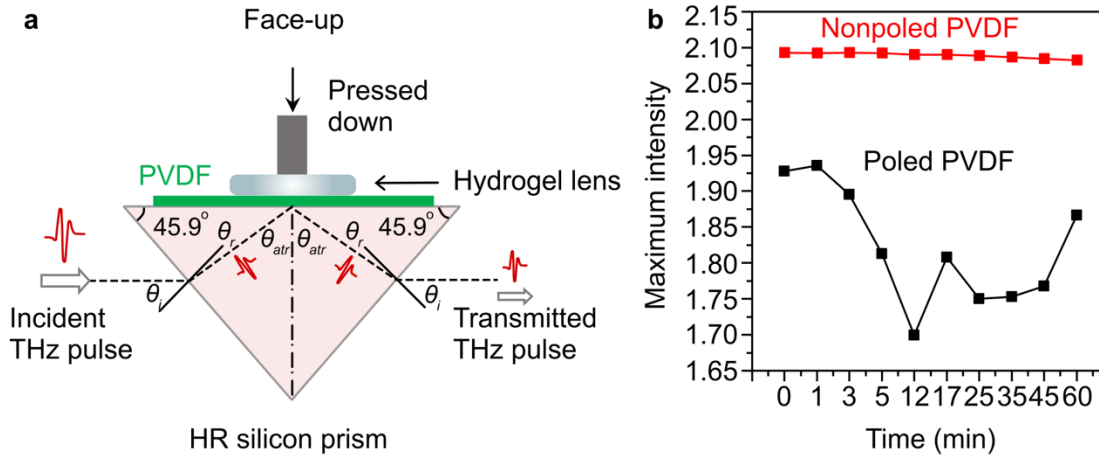 a
Face-up
Pressed
down
PVDF
Hydrogel lens
45.9°
θr
θatr
θatr
θr
45.9°
θi
θi
Incident
THz pulse
Transmitted
THz pulse
HR silicon prism
b
Maximum intensity
2.15
2.10
2.05
2.00
1.95
1.90
1.85
1.80
1.75
1.70
1.65
Nonpoled PVDF
Poled PVDF
0 1 3 5 12 17 25 35 45 60
Time (min)